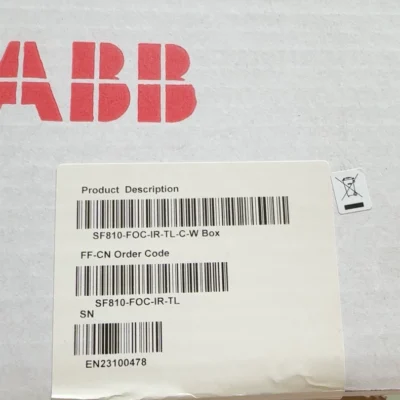 ABB
Product Description
SF810-FOC-IR-TL-C-W Box
FF-CN Order Code
SF810-FOC-IR-TL
SN
EN23100478